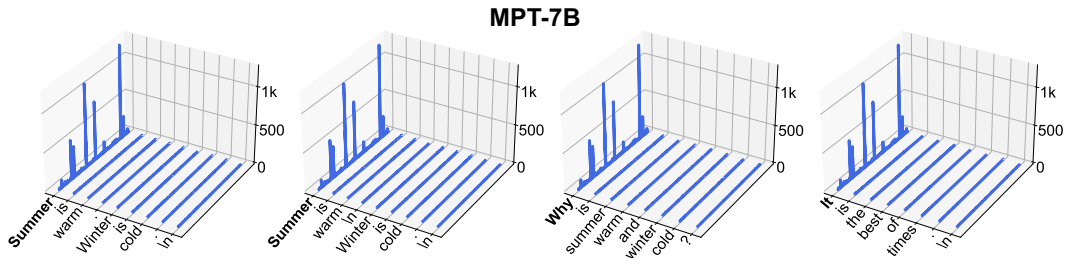 MPT-7B
1k
500
0
Summer
is
warm
.
Winter
is
cold
.
\n
1k
500
0
Summer
is
warm
\n
Winter
is
cold
.
\n
1k
500
0
Why
is
summer
warm
and
winter
cold
?
1k
500
0
It
is
the
best
of
times
.
\n